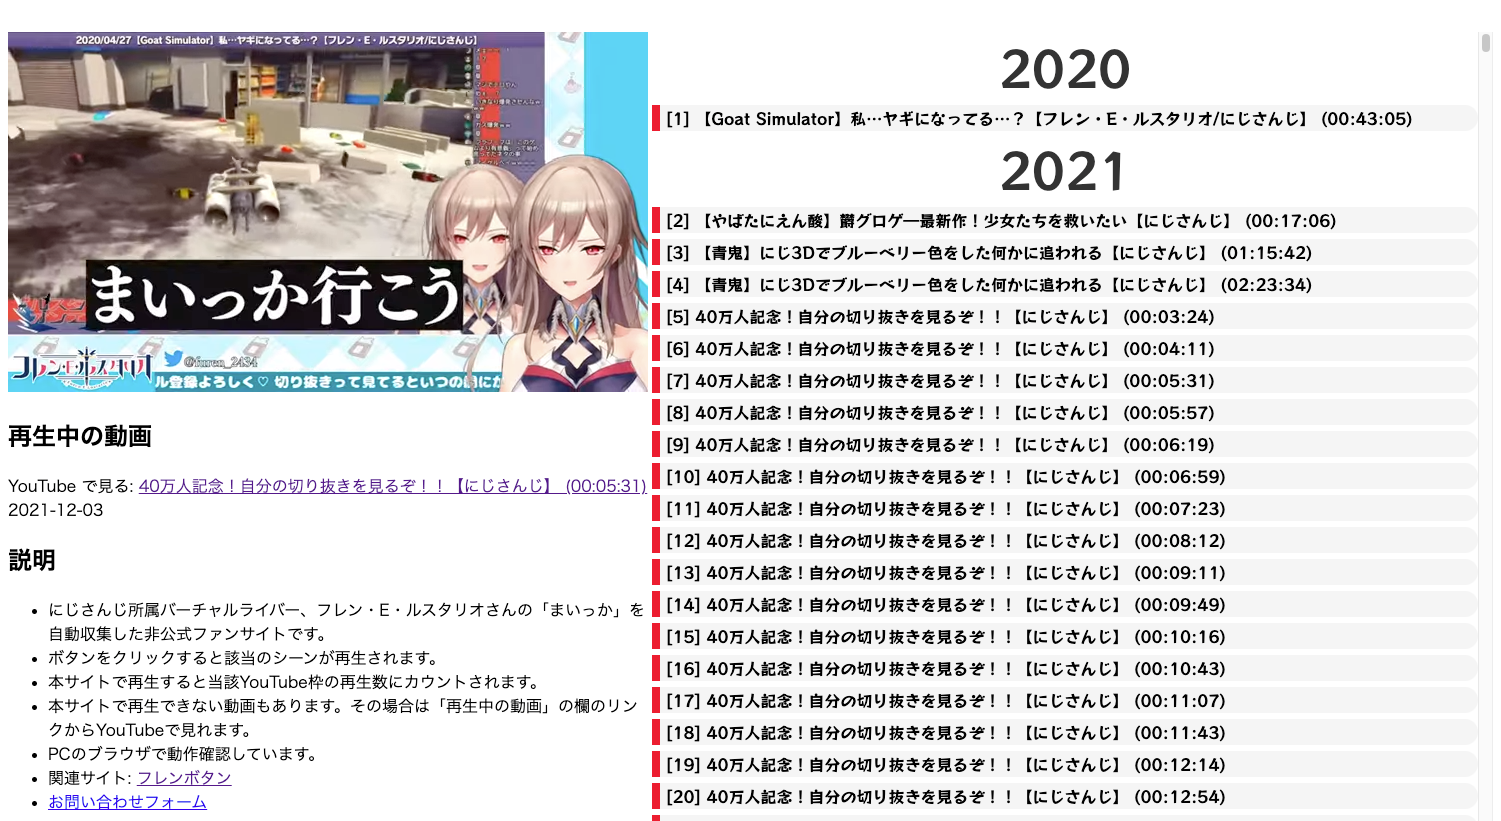 2020/04/27【Goat Simulator】私…ヤギになってる…？【フレン・E・ルスタリオ/にじさんじ】
まいっか行こう
フレン・E・ルスタリオ
@furen_2434
ル登録よろしく♡ 切り抜きって見てるといつの間にか
再生中の動画
YouTube で見る: 40万人記念！自分の切り抜きを見るぞ！！【にじさんじ】 (00:05:31)
2021-12-03
説明
• にじさんじ所属バーチャルライバー、フレン・E・ルスタリオさんの「まいっか」を
自動収集した非公式ファンサイトです。
• ボタンをクリックすると該当のシーンが再生されます。
• 本サイトで再生すると当該YouTube枠の再生数にカウントされます。
• 本サイトで再生できない動画もあります。その場合は「再生中の動画」の欄のリン
クからYouTubeで見れます。
• PCのブラウザで動作確認しています。
• 関連サイト: フレンボタン
• お問い合わせフォーム
2020
[1] 【Goat Simulator】私…ヤギになってる…？【フレン・E・ルスタリオ/にじさんじ】 (00:43:05)
2021
[2] 【やばたにえん酸】欝グロゲ―最新作！少女たちを救いたい【にじさんじ】 (00:17:06)
[3] 【青鬼】にじ3Dでブルーベリー色をした何かに追われる【にじさんじ】 (01:15:42)
[4] 【青鬼】にじ3Dでブルーベリー色をした何かに追われる【にじさんじ】 (02:23:34)
[5] 40万人記念！自分の切り抜きを見るぞ！！【にじさんじ】 (00:03:24)
[6] 40万人記念！自分の切り抜きを見るぞ！！【にじさんじ】 (00:04:11)
[7] 40万人記念！自分の切り抜きを見るぞ！！【にじさんじ】 (00:05:31)
[8] 40万人記念！自分の切り抜きを見るぞ！！【にじさんじ】 (00:05:57)
[9] 40万人記念！自分の切り抜きを見るぞ！！【にじさんじ】 (00:06:19)
[10] 40万人記念！自分の切り抜きを見るぞ！！【にじさんじ】 (00:06:59)
[11] 40万人記念！自分の切り抜きを見るぞ！！【にじさんじ】 (00:07:23)
[12] 40万人記念！自分の切り抜きを見るぞ！！【にじさんじ】 (00:08:12)
[13] 40万人記念！自分の切り抜きを見るぞ！！【にじさんじ】 (00:09:11)
[14] 40万人記念！自分の切り抜きを見るぞ！！【にじさんじ】 (00:09:49)
[15] 40万人記念！自分の切り抜きを見るぞ！！【にじさんじ】 (00:10:16)
[16] 40万人記念！自分の切り抜きを見るぞ！！【にじさんじ】 (00:10:43)
[17] 40万人記念！自分の切り抜きを見るぞ！！【にじさんじ】 (00:11:07)
[18] 40万人記念！自分の切り抜きを見るぞ！！【にじさんじ】 (00:11:43)
[19] 40万人記念！自分の切り抜きを見るぞ！！【にじさんじ】 (00:12:14)
[20] 40万人記念！自分の切り抜きを見るぞ！！【にじさんじ】 (00:12:54)